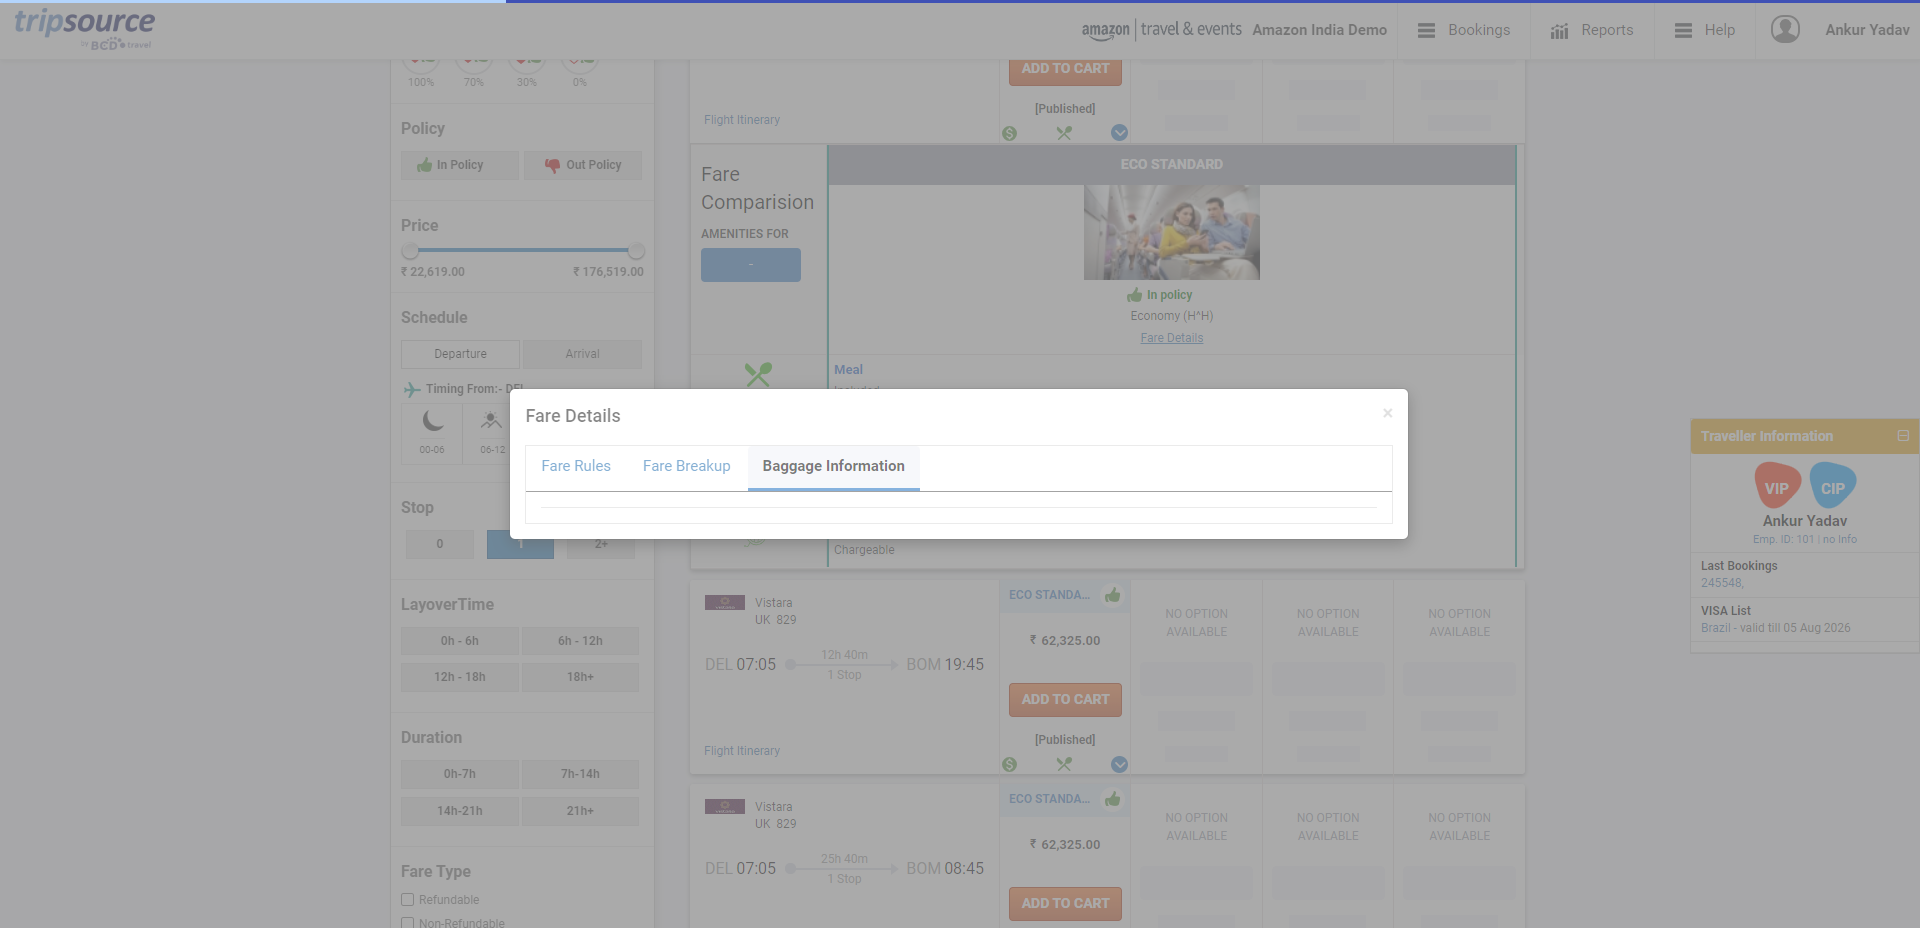 tripsource
by BCD travel
amazon | travel & events
Amazon India Demo
Bookings
Reports
Help
Ankur Yadav
100%
70%
30%
0%
Policy
In Policy
Out Policy
Price
₹ 22,619.00
₹ 176,519.00
Schedule
Departure
Arrival
Timing From:- DEL
00-06
06-12
Stop
0
1
2+
LayoverTime
0h - 6h
6h - 12h
12h - 18h
18h+
Duration
0h-7h
7h-14h
14h-21h
21h+
Fare Type
Refundable
Non-Refundable
ADD TO CART
[Published]
Flight Itinerary
Fare
Comparision
AMENITIES FOR
-
ECO STANDARD
In policy
Economy (H^H)
Fare Details
Meal
Included
Chargeable
Fare Details
×
Fare Rules
Fare Breakup
Baggage Information
Vistara
UK 829
DEL 07:05
12h 40m
1 Stop
BOM 19:45
Flight Itinerary
ECO STANDA...
₹ 62,325.00
ADD TO CART
[Published]
NO OPTION
AVAILABLE
NO OPTION
AVAILABLE
NO OPTION
AVAILABLE
Vistara
UK 829
DEL 07:05
25h 40m
1 Stop
BOM 08:45
ECO STANDA...
₹ 62,325.00
ADD TO CART
NO OPTION
AVAILABLE
NO OPTION
AVAILABLE
NO OPTION
AVAILABLE
Traveller Information
VIP
CIP
Ankur Yadav
Emp. ID: 101 | no Info
Last Bookings
245548,
VISA List
Brazil - valid till 05 Aug 2026